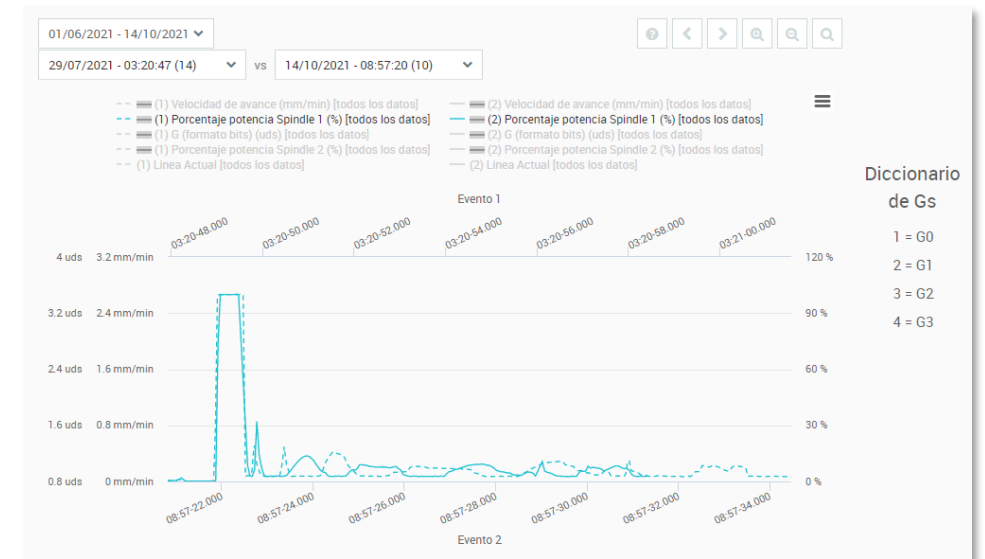 01/06/2021 - 14/10/2021
29/07/2021 - 03:20:47 (14) vs 14/10/2021 - 08:57:20 (10)
(1) Velocidad de avance (mm/min) [todos los datos] (2) Velocidad de avance (mm/min) [todos los datos]
(1) Porcentaje potencia Spindle 1 (%) [todos los datos] (2) Porcentaje potencia Spindle 1 (%) [todos los datos]
(1) G (formato bits) (uds) [todos los datos] (2) G (formato bits) (uds) [todos los datos]
(1) Porcentaje potencia Spindle 2 (%) [todos los datos] (2) Porcentaje potencia Spindle 2 (%) [todos los datos]
(1) Linea Actual [todos los datos] (2) Linea Actual [todos los datos]
Evento 1
03:20-48.000 03:20-50.000 03:20-52.000 03:20-54.000 03:20-56.000 03:20-58.000 03:21-00.000
4 uds 3.2 mm/min 120 %
3.2 uds 2.4 mm/min 90 %
2.4 uds 1.6 mm/min 60 %
1.6 uds 0.8 mm/min 30 %
0.8 uds 0 mm/min 0 %
08:57-22.000 08:57-24.000 08:57-26.000 08:57-28.000 08:57-30.000 08:57-32.000 08:57-34.000
Evento 2
Diccionario
de Gs
1 = G0
2 = G1
3 = G2
4 = G3